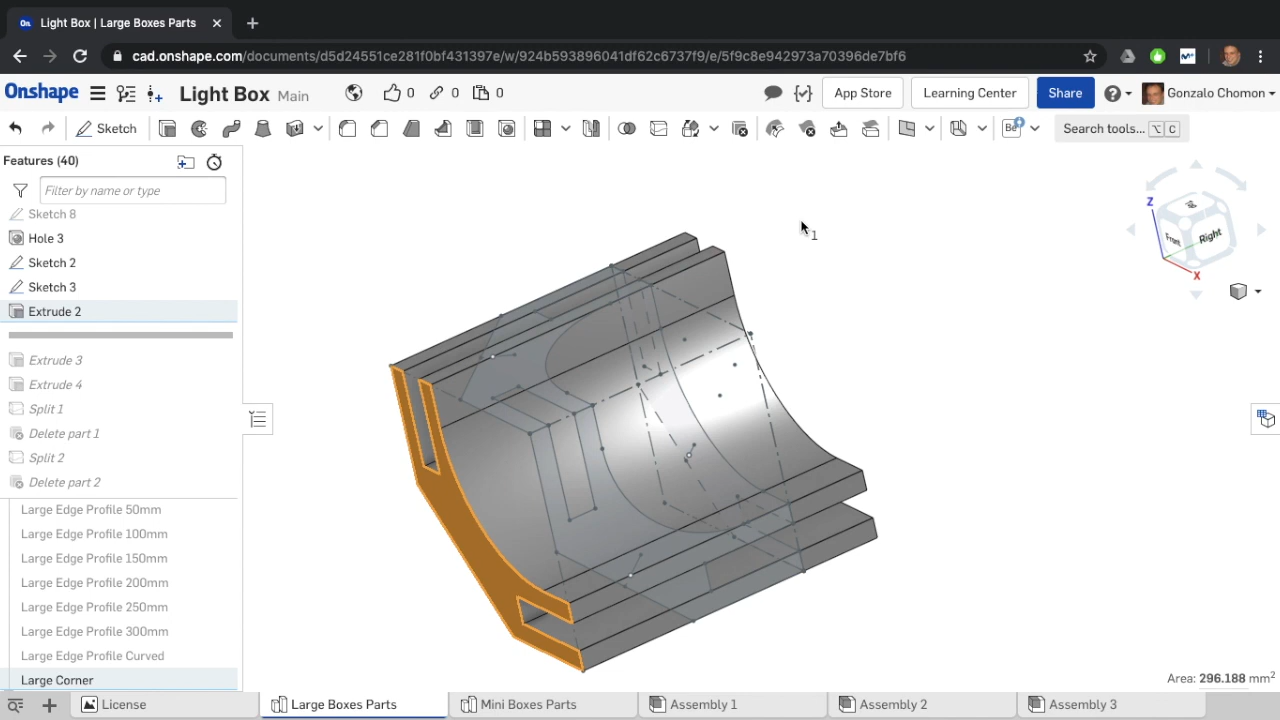 Light Box | Large Boxes Parts
cad.onshape.com/documents/d5d24551ce281f0bf431397e/w/924b593896041df62c6737f9/e/5f9c8e942973a70396de7bf6
Onshape Light Box Main 0 0 0 App Store Learning Center Share Gonzalo Chomon
Sketch Search tools... ⌥ C
Features (40)
Filter by name or type
Sketch 8
Hole 3
Sketch 2
Sketch 3
Extrude 2
Extrude 3
Extrude 4
Split 1
Delete part 1
Split 2
Delete part 2
Large Edge Profile 50mm
Large Edge Profile 100mm
Large Edge Profile 150mm
Large Edge Profile 200mm
Large Edge Profile 250mm
Large Edge Profile 300mm
Large Edge Profile Curved
Large Corner
1
Z
Front Right
X
Area: 296.188 mm²
License Large Boxes Parts Mini Boxes Parts Assembly 1 Assembly 2 Assembly 3